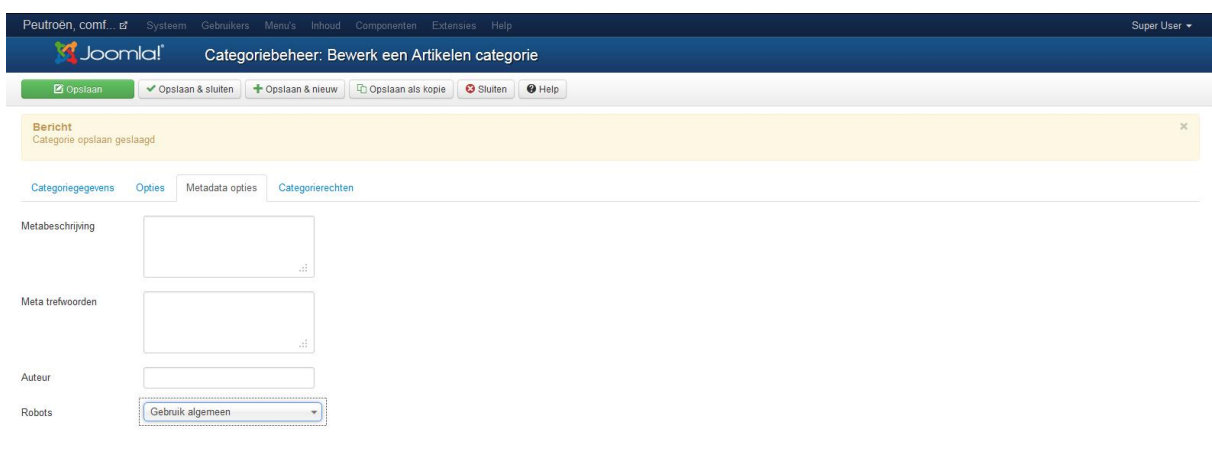 Peutroën, comf... Systeem Gebruikers Menu's Inhoud Componenten Extensies Help Super User
Joomla! Categoriebeheer: Bewerk een Artikelen categorie
Opslaan Opslaan & sluiten Opslaan & nieuw Opslaan als kopie Sluiten Help
Bericht
Categorie opslaan geslaagd
Categoriegegevens Opties Metadata opties Categorierechten
Metabeschrijving
Meta trefwoorden
Auteur
Robots Gebruik algemeen